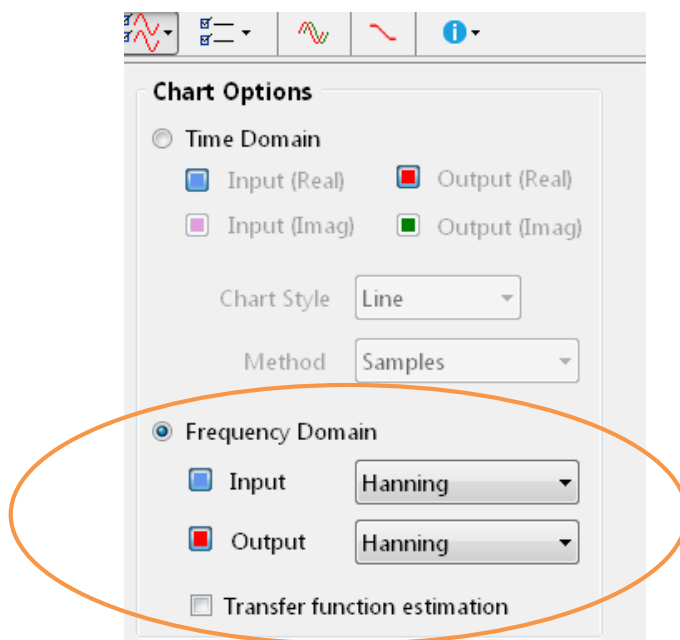 Chart Options
Time Domain
Input (Real) Output (Real)
Input (Imag) Output (Imag)
Chart Style Line
Method Samples
Frequency Domain
Input Hanning
Output Hanning
Transfer function estimation